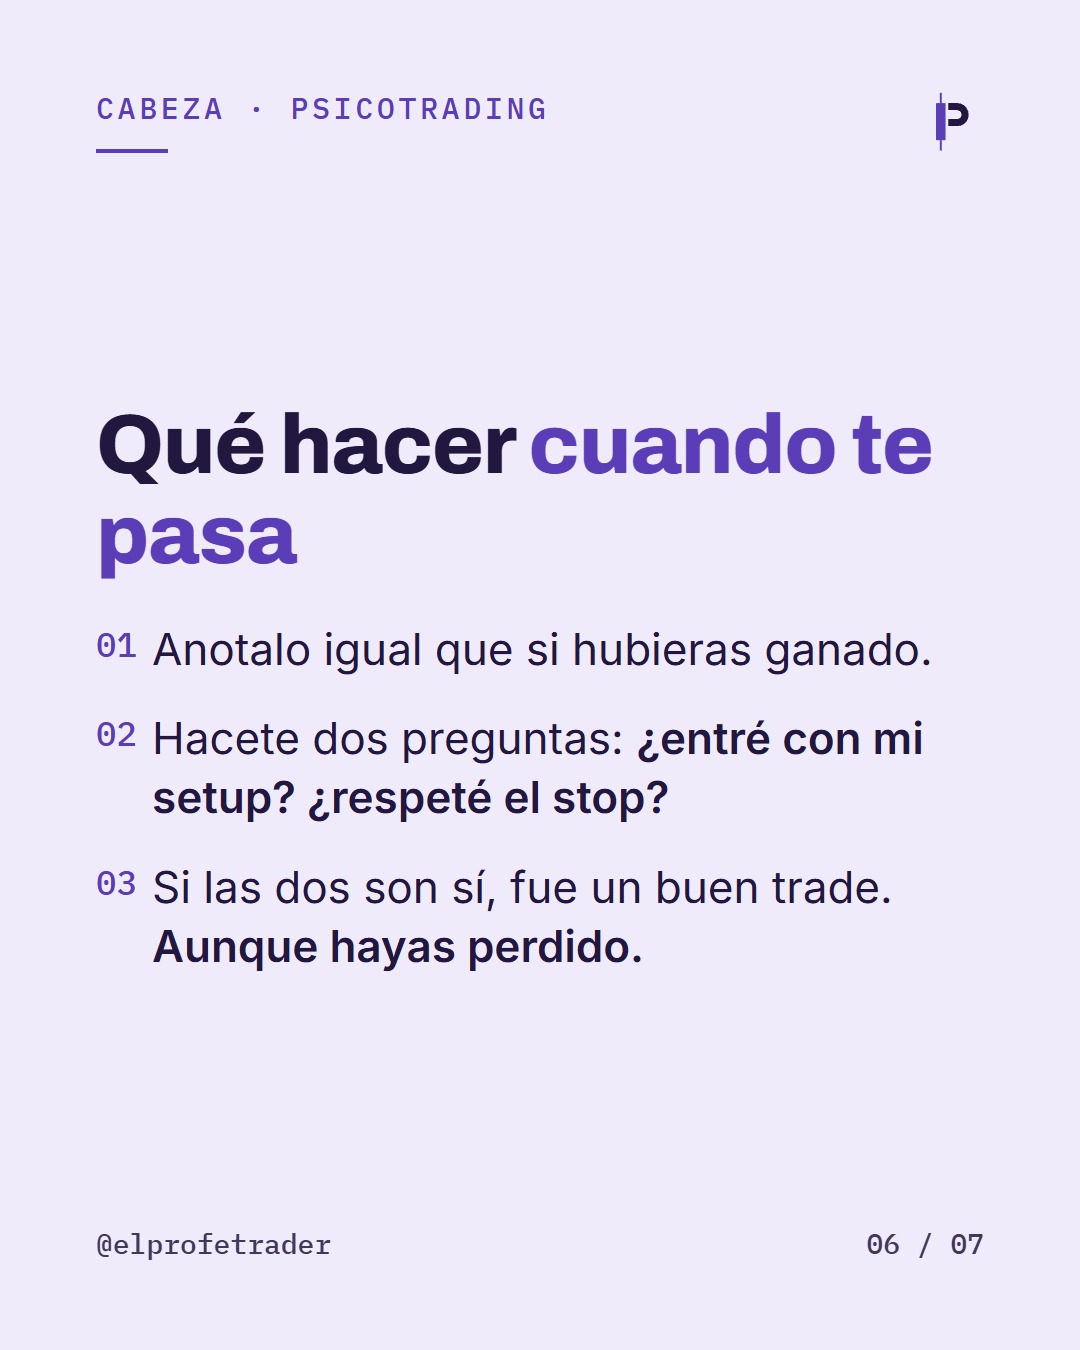 CABEZA · PSICOTRADING
Qué hacer cuando te
pasa
01 Anotalo igual que si hubieras ganado.
02 Hacete dos preguntas: ¿entré con mi
setup? ¿respeté el stop?
03 Si las dos son sí, fue un buen trade.
Aunque hayas perdido.
@elprofetrader
06 / 07